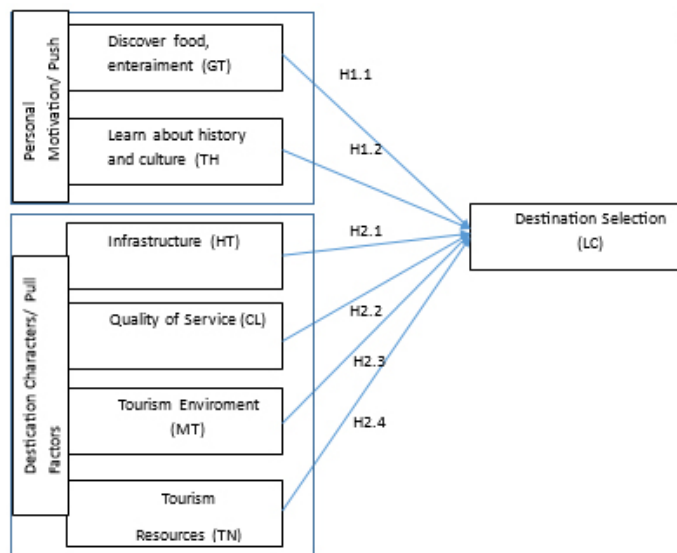 Personal
Motivation/ Push
Discover food,
enteraiment (GT)
Learn about history
and culture (TH
H1.1
H1.2
Destication Characters/ Pull
Factors
Infrastructure (HT)
Quality of Service (CL)
Tourism Enviroment
(MT)
Tourism
Resources (TN)
H2.1
H2.2
H2.3
H2.4
Destination Selection
(LC)